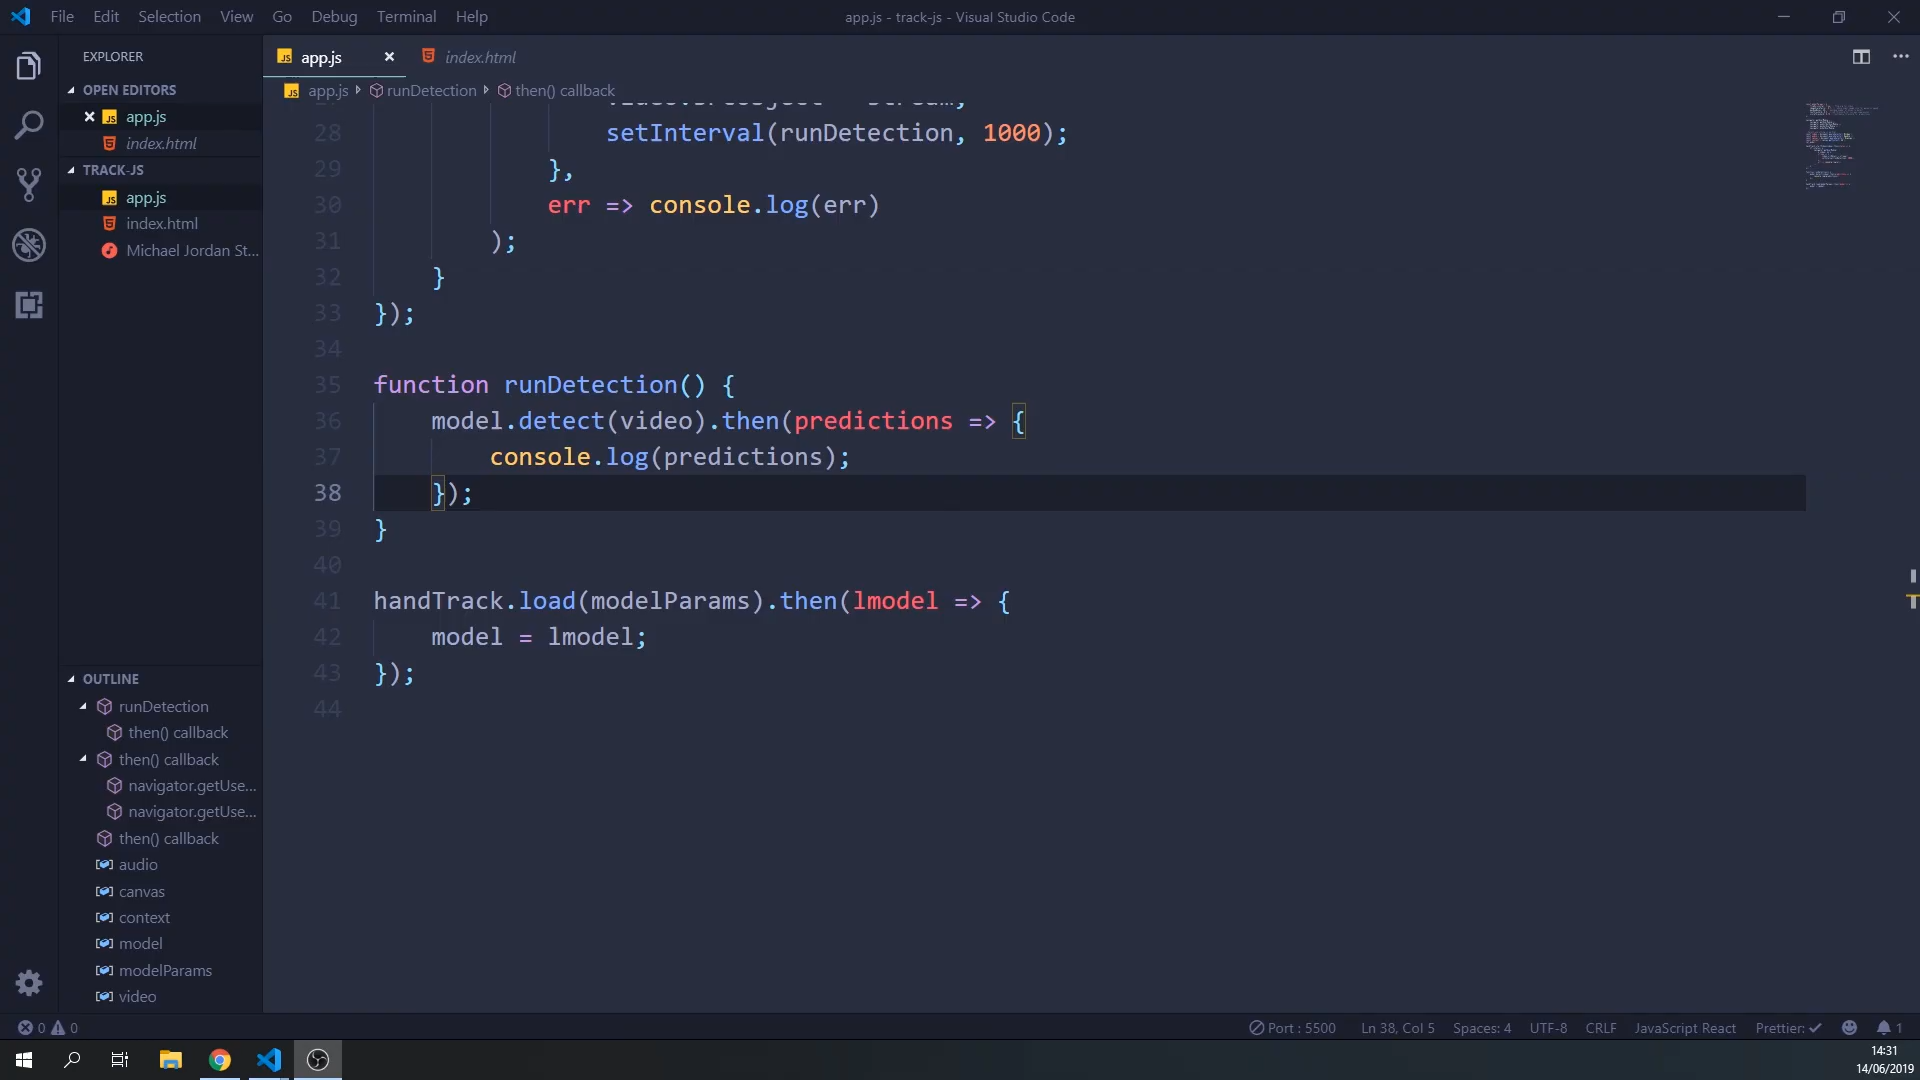 File Edit Selection View Go Debug Terminal Help
app.js - track-js - Visual Studio Code
EXPLORER
OPEN EDITORS
app.js
index.html
TRACK-JS
app.js
index.html
Michael Jordan St...
OUTLINE
runDetection
then() callback
then() callback
navigator.getUse...
navigator.getUse...
then() callback
audio
canvas
context
model
modelParams
video
app.js index.html
app.js runDetection then() callback
28 setInterval(runDetection, 1000);
29 },
30 err => console.log(err)
31 );
32 }
33 });
34
35 function runDetection() {
36 model.detect(video).then(predictions => {
37 console.log(predictions);
38 });
39 }
40
41 handTrack.load(modelParams).then(lmodel => {
42 model = lmodel;
43 });
44
0 0 Port : 5500 Ln 38, Col 5 Spaces: 4 UTF-8 CRLF JavaScript React Prettier: 1
14:31
14/06/2019